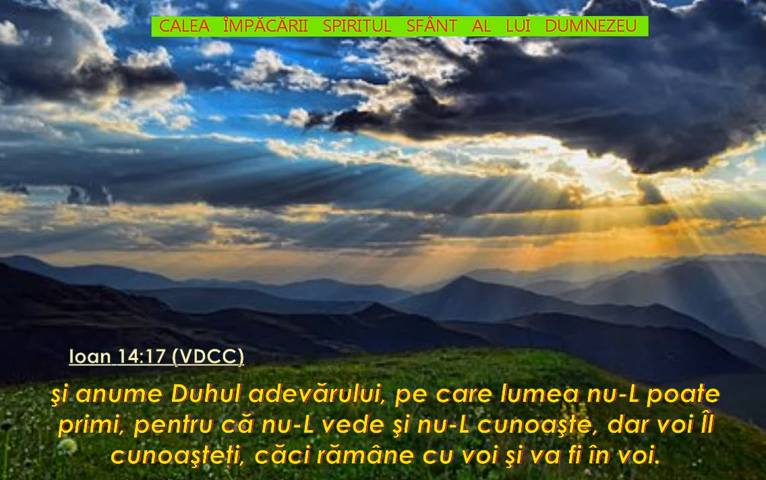 CALEA ÎMPĂCĂRII SPIRITUL SFÂNT AL LUI DUMNEZEU
Ioan 14:17 (VDCC)
şi anume Duhul adevărului, pe care lumea nu-L poate
primi, pentru că nu-L vede şi nu-L cunoaşte, dar voi Îl
cunoaşteţi, căci rămâne cu voi şi va fi în voi.